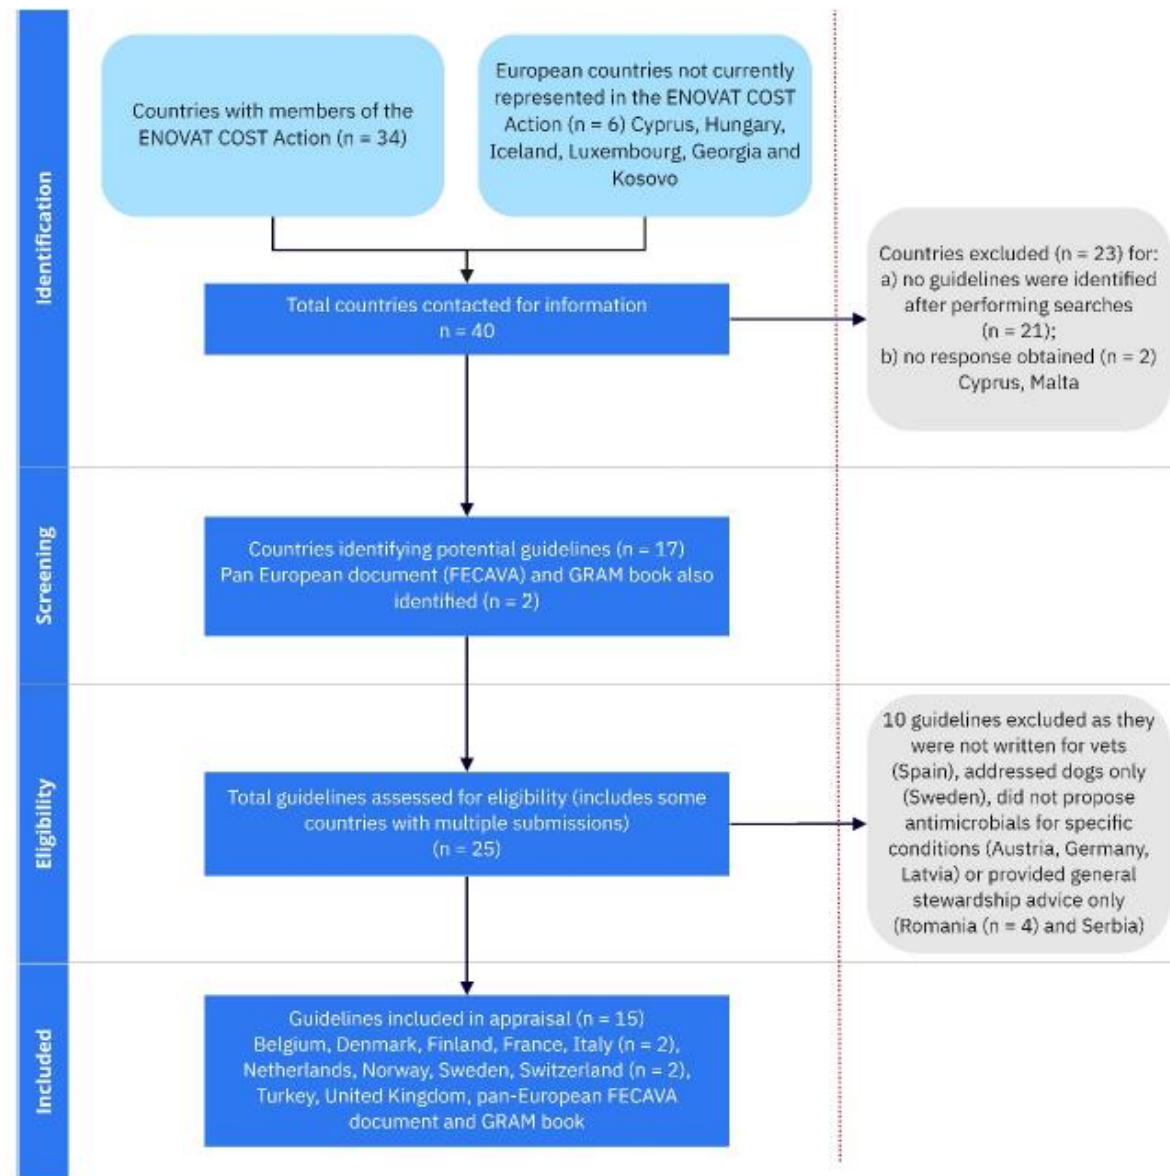 Identification
Countries with members of the
ENOVAT COST Action (n = 34)
European countries not currently
represented in the ENOVAT COST
Action (n = 6) Cyprus, Hungary,
Iceland, Luxembourg, Georgia and
Kosovo
Total countries contacted for information
n = 40
Countries excluded (n = 23) for:
a) no guidelines were identified
after performing searches
(n = 21);
b) no response obtained (n = 2)
Cyprus, Malta
Screening
Countries identifying potential guidelines (n = 17)
Pan European document (FECAVA) and GRAM book also
identified (n = 2)
Eligibility
Total guidelines assessed for eligibility (includes some
countries with multiple submissions)
(n = 25)
10 guidelines excluded as they
were not written for vets
(Spain), addressed dogs only
(Sweden), did not propose
antimicrobials for specific
conditions (Austria, Germany,
Latvia) or provided general
stewardship advice only
(Romania (n = 4) and Serbia)
Included
Guidelines included in appraisal (n = 15)
Belgium, Denmark, Finland, France, Italy (n = 2),
Netherlands, Norway, Sweden, Switzerland (n = 2),
Turkey, United Kingdom, pan-European FECAVA
document and GRAM book